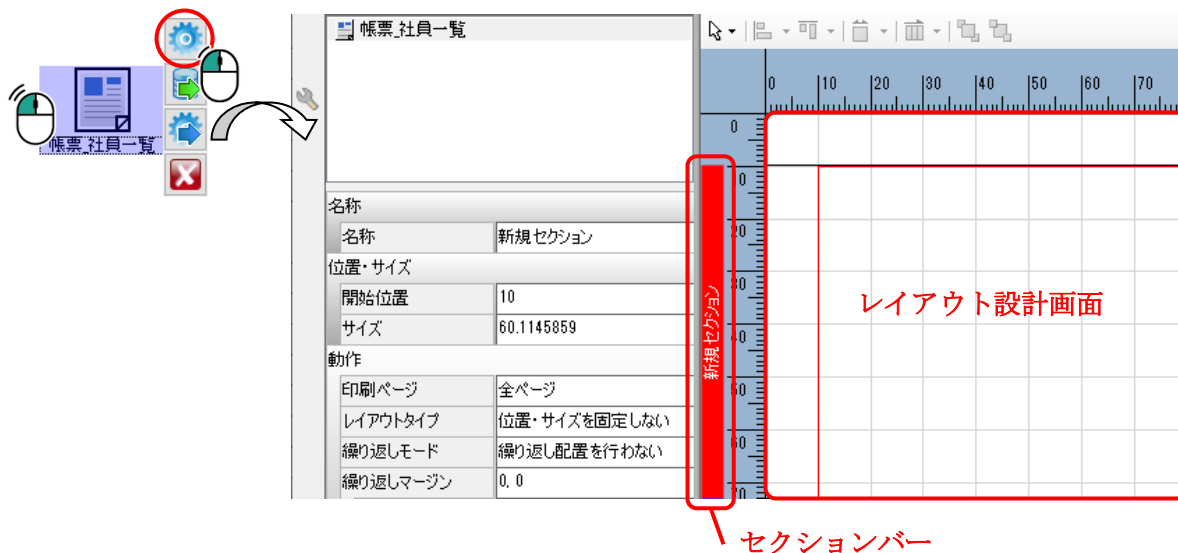 帳票_社員一覧
帳票_社員一覧
名称
名称 新規セクション
位置・サイズ
開始位置 10
サイズ 60.1145859
動作
印刷ページ 全ページ
レイアウトタイプ 位置・サイズを固定しない
繰り返しモード 繰り返し配置を行わない
繰り返しマージン 0, 0
0 10 20 30 40 50 60 70
0
10
20
30
40
50
60
70
新規セクション
レイアウト設計画面
セクションバー